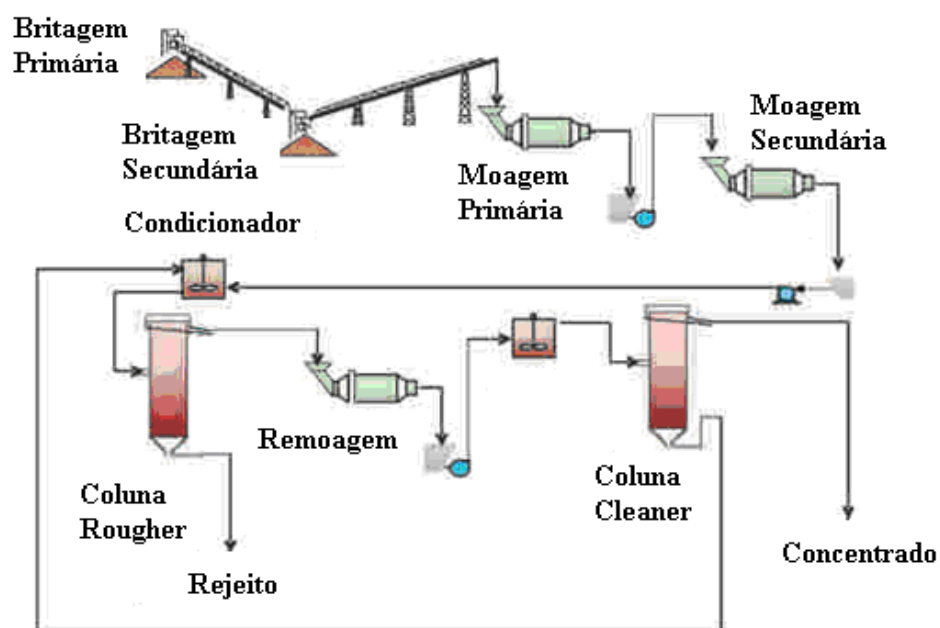 Britagem
Primária
Britagem
Secundária
Moagem
Primária
Moagem
Secundária
Condicionador
Remoagem
Coluna
Rougher
Rejeito
Coluna
Cleaner
Concentrado